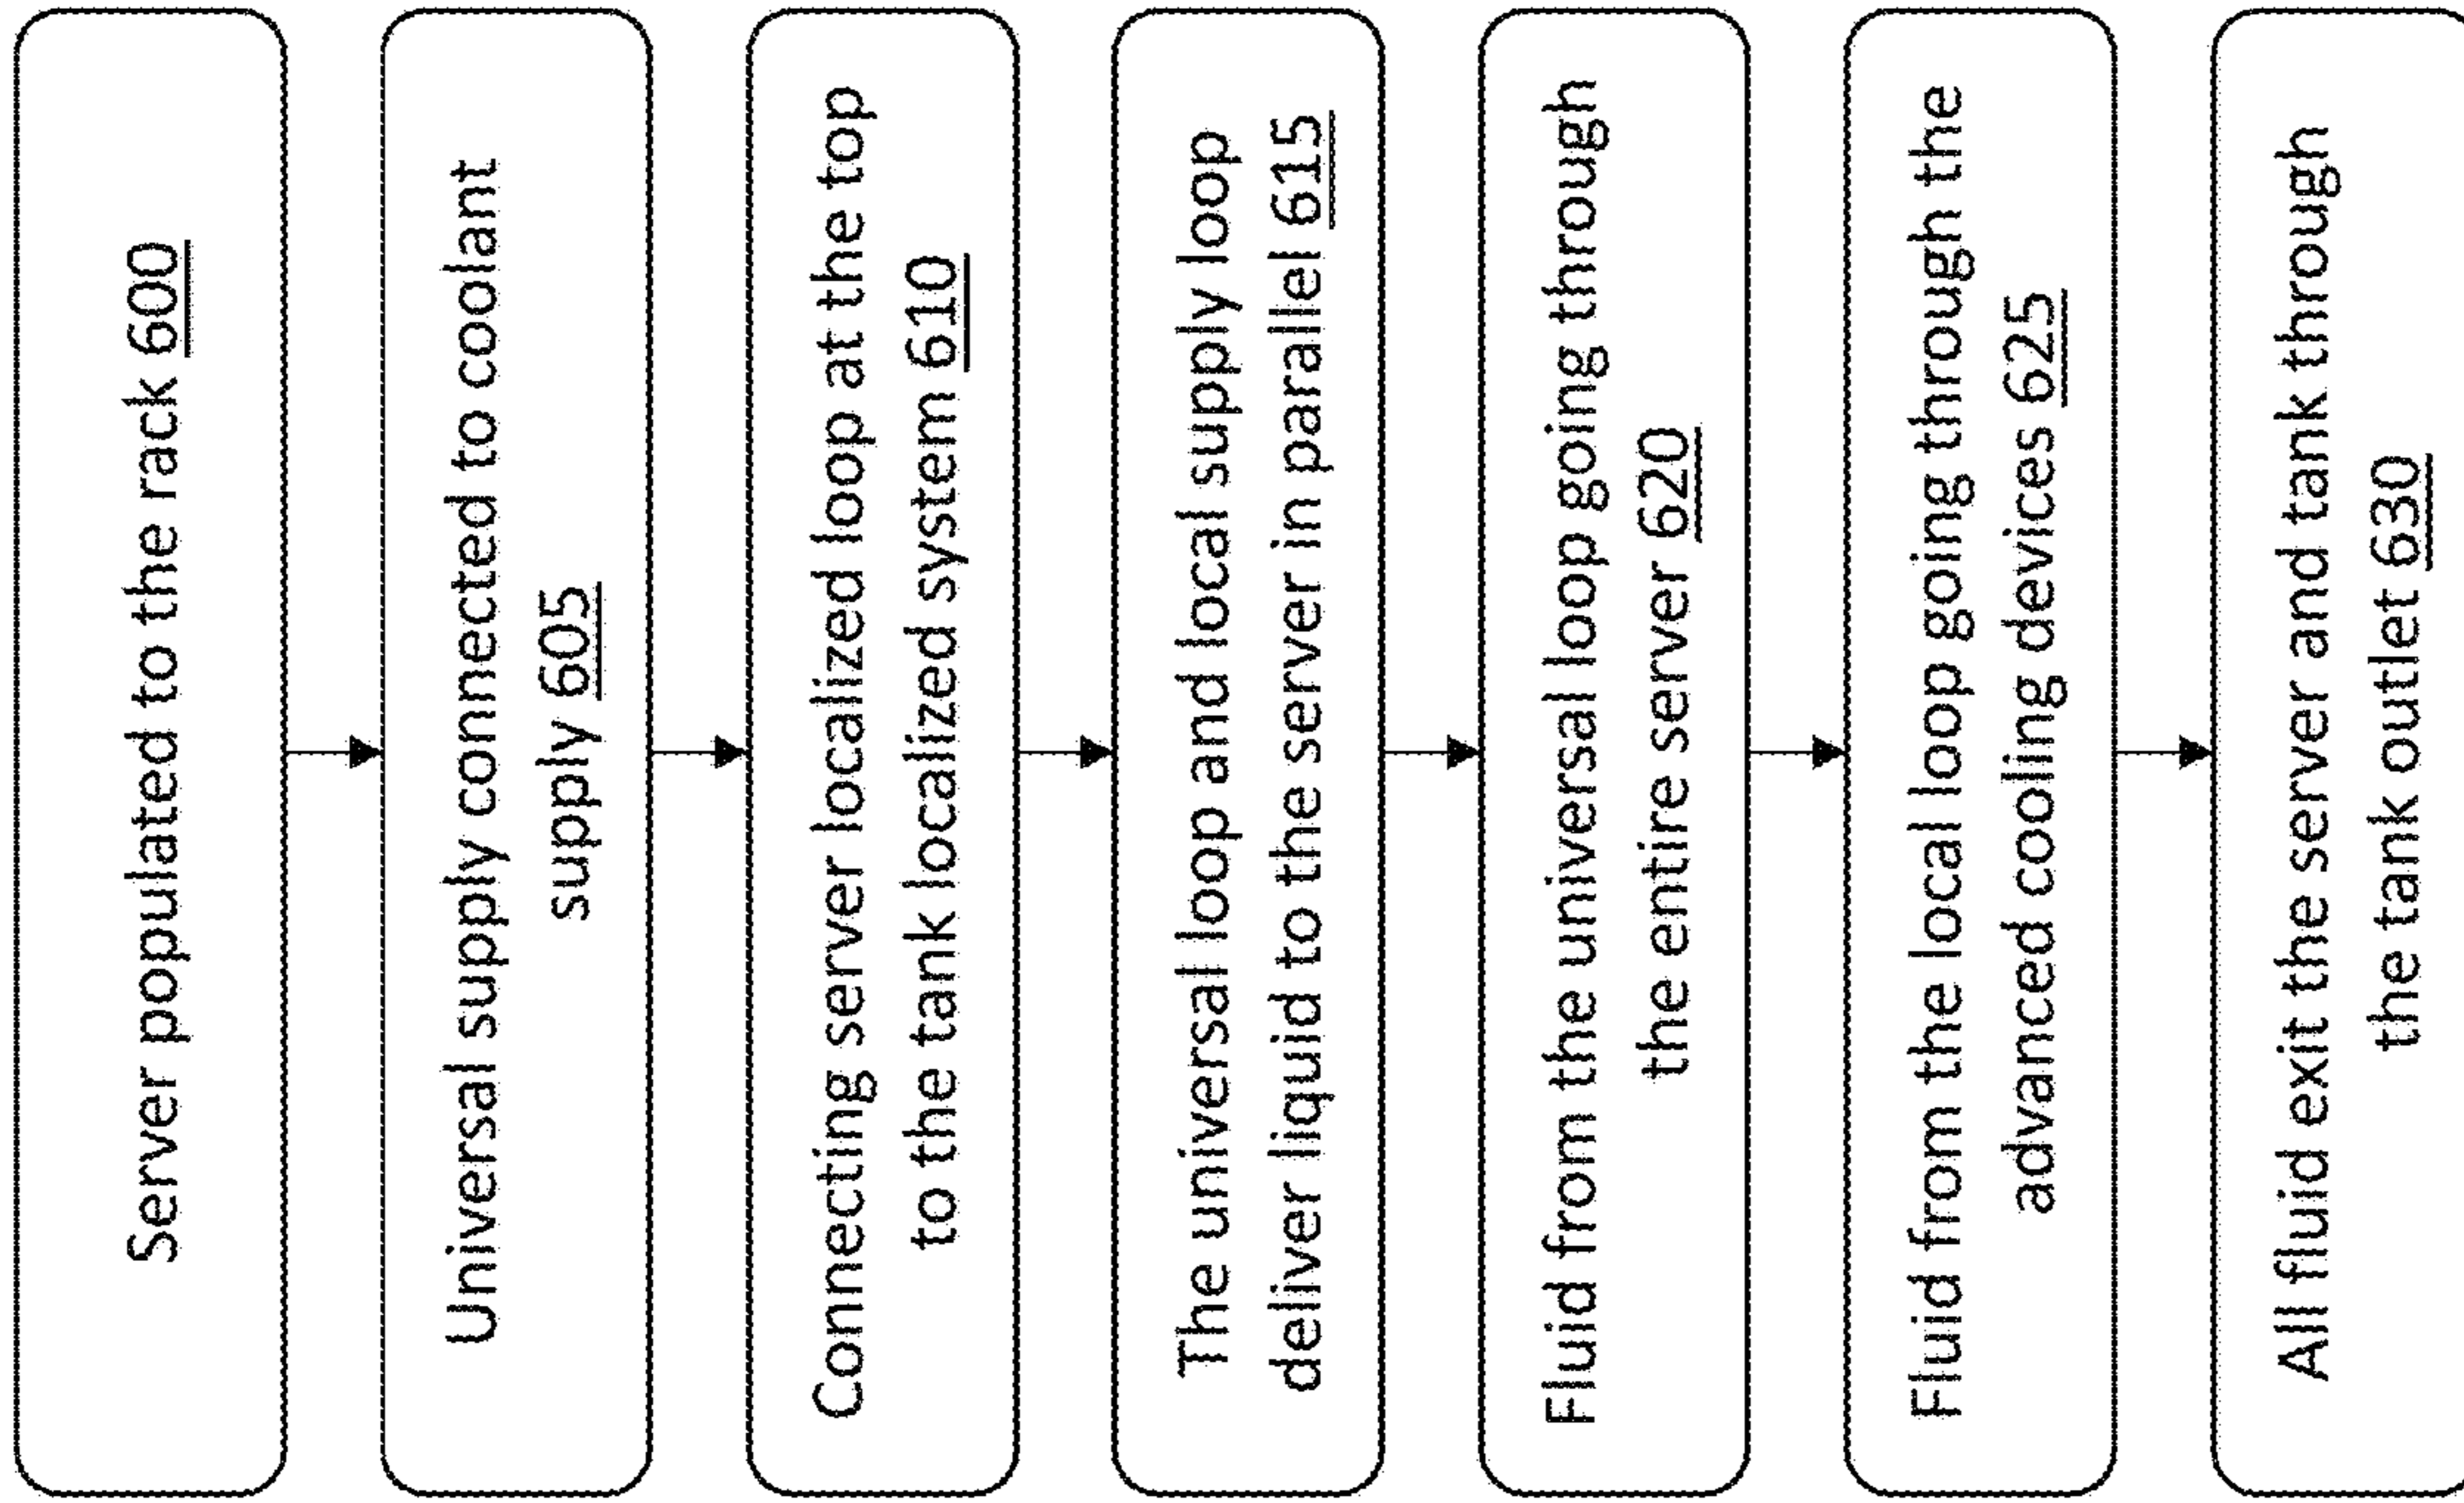 Server populated to the rack 600
Universal supply connected to coolant
supply 605
Connecting server localized loop at the top
to the tank localized system 610
The universal loop and local supply loop
deliver liquid to the server in parallel 615
Fluid from the universal loop going through
the entire server 620
Fluid from the local loop going through the
advanced cooling devices 625
All fluid exit the server and tank through
the tank outlet 630